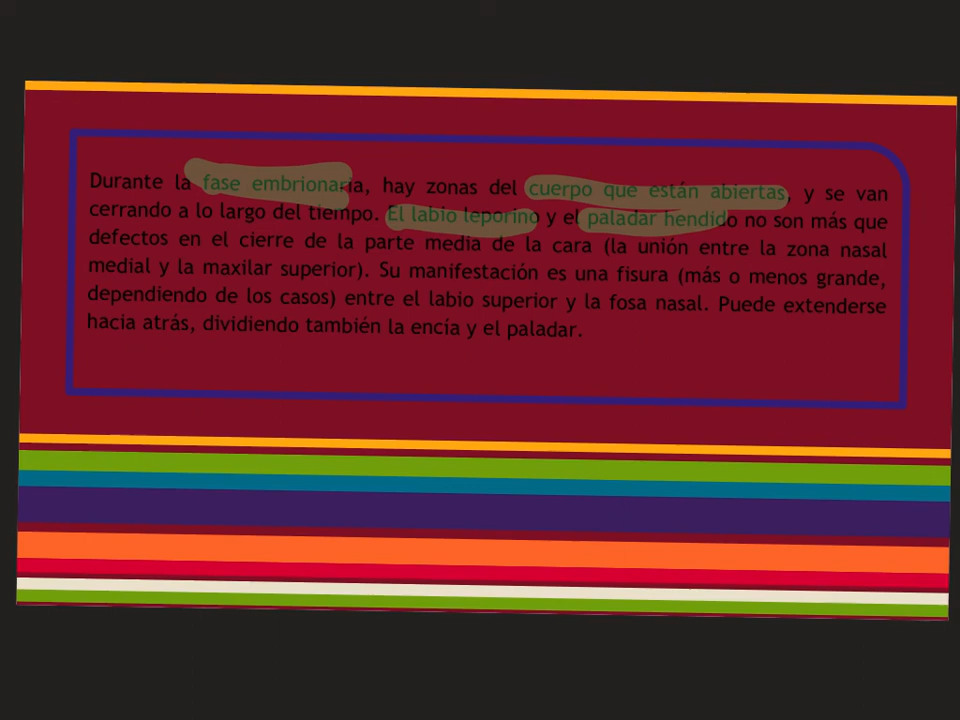 Durante la fase embrionaria, hay zonas del cuerpo que están abiertas, y se van
cerrando a lo largo del tiempo. El labio leporino y el paladar hendido no son más que
defectos en el cierre de la parte media de la cara (la unión entre la zona nasal
medial y la maxilar superior). Su manifestación es una fisura (más o menos grande,
dependiendo de los casos) entre el labio superior y la fosa nasal. Puede extenderse
hacia atrás, dividiendo también la encía y el paladar.